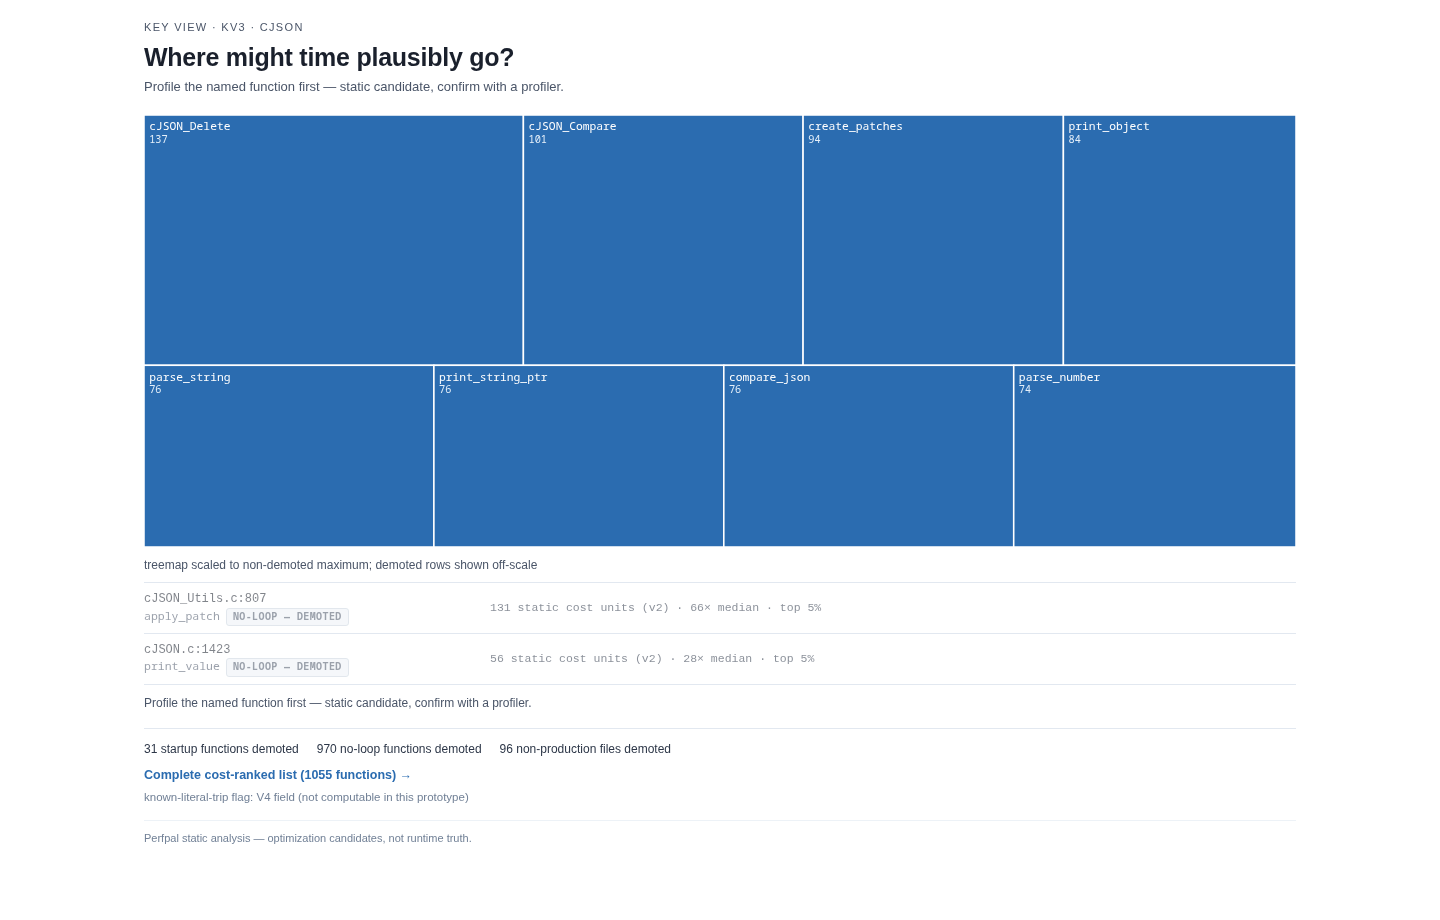 KEY VIEW · KV3 · CJSON
Where might time plausibly go?
Profile the named function first — static candidate, confirm with a profiler.
cJSON_Delete
137
cJSON_Compare
101
create_patches
94
print_object
84
parse_string
76
print_string_ptr
76
compare_json
76
parse_number
74
treemap scaled to non-demoted maximum; demoted rows shown off-scale
cJSON_Utils.c:807
apply_patch NO-LOOP — DEMOTED
131 static cost units (v2) · 66× median · top 5%
cJSON.c:1423
print_value NO-LOOP — DEMOTED
56 static cost units (v2) · 28× median · top 5%
Profile the named function first — static candidate, confirm with a profiler.
31 startup functions demoted 970 no-loop functions demoted 96 non-production files demoted
Complete cost-ranked list (1055 functions) →
known-literal-trip flag: V4 field (not computable in this prototype)
Perfpal static analysis — optimization candidates, not runtime truth.